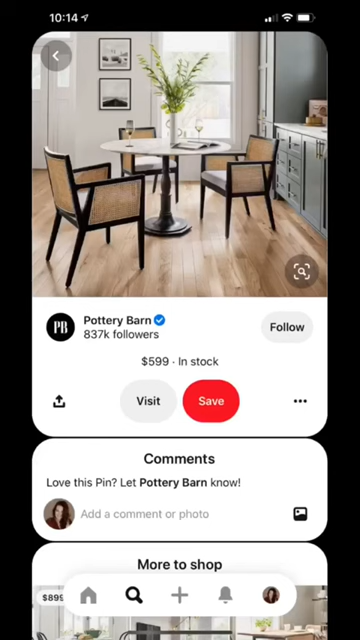 10:14
PB
Pottery Barn
837k followers
Follow
$599 · In stock
Visit
Save
Comments
Love this Pin? Let Pottery Barn know!
Add a comment or photo
More to shop
$899